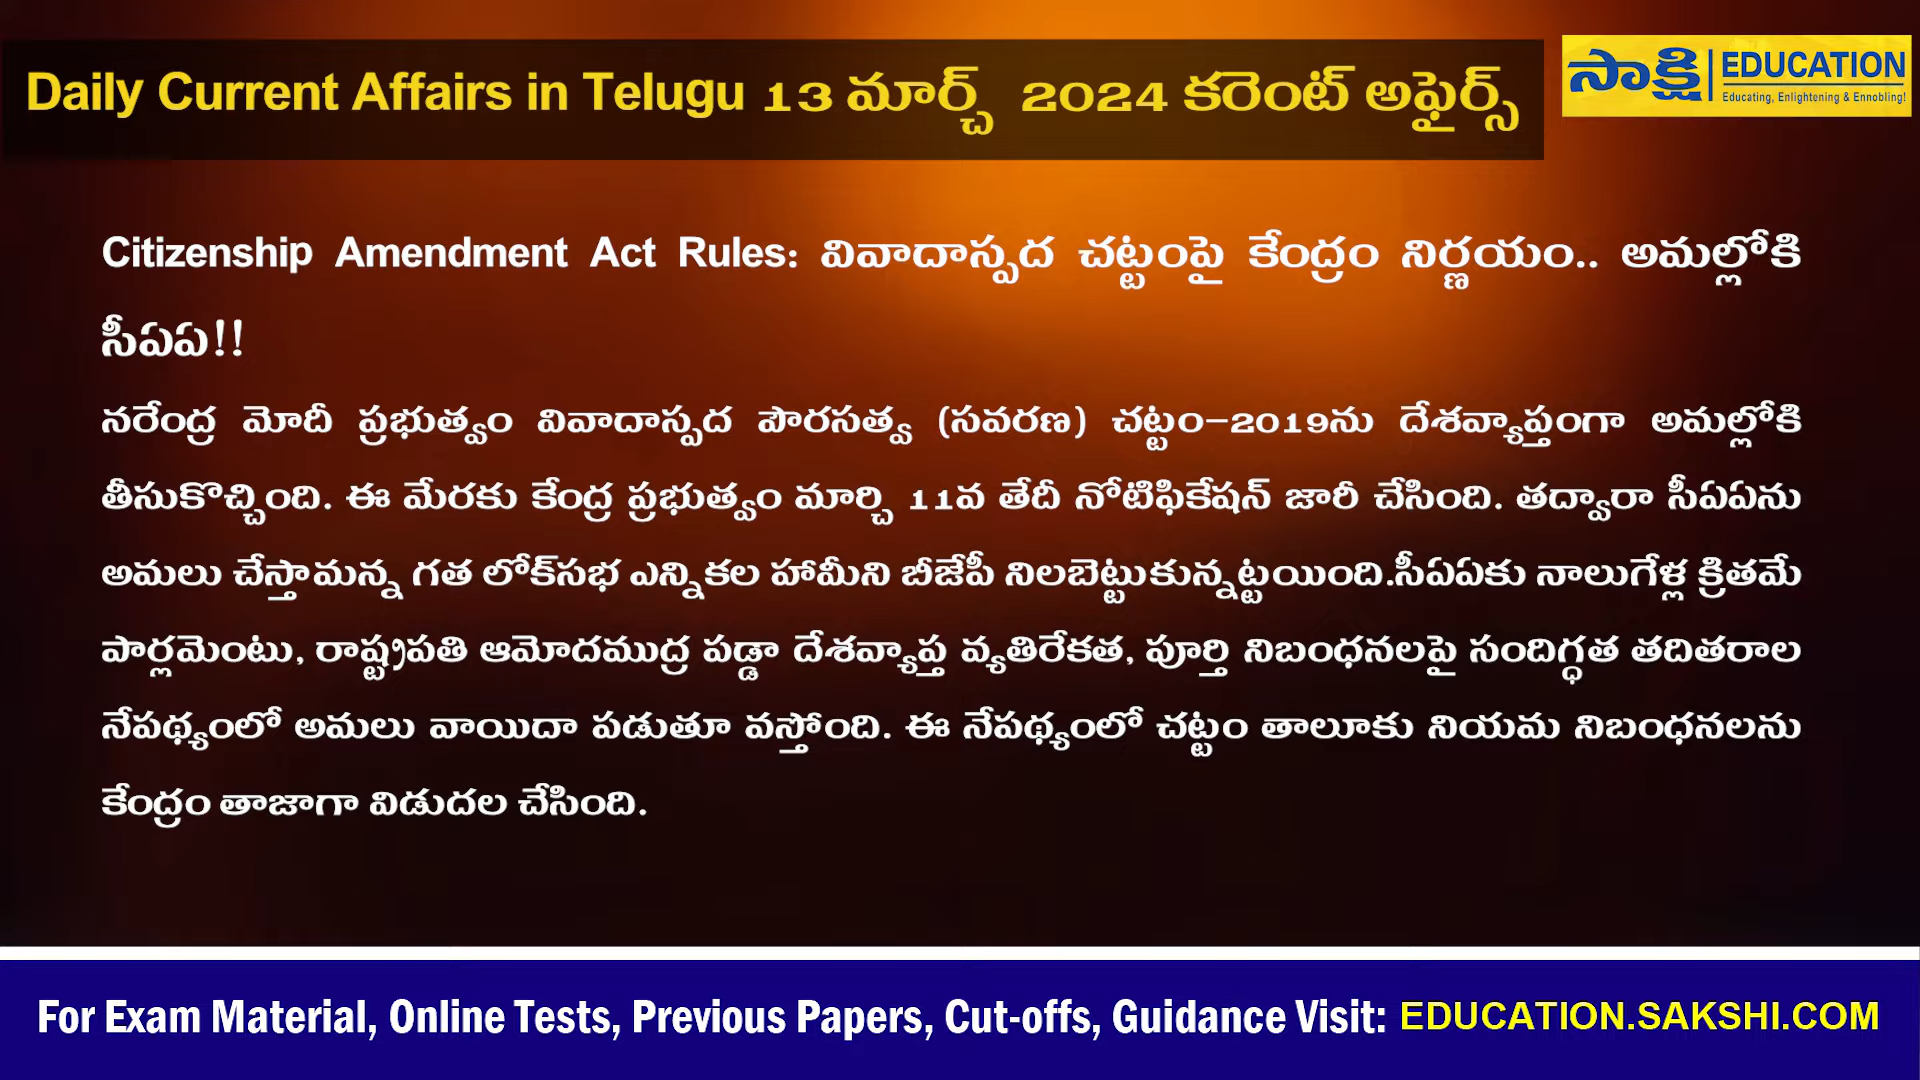 Daily Current Affairs in Telugu 13 మార్చ్ 2024 కరెంట్ అఫైర్స్
సాక్షి EDUCATION
Educating, Enlightening & Ennobling!
Citizenship Amendment Act Rules: వివాదాస్పద చట్టంపై కేంద్రం నిర్ణయం.. అమల్లోకి
సీఏఏ!!
నరేంద్ర మోదీ ప్రభుత్వం వివాదాస్పద పౌరసత్వ (సవరణ) చట్టం–2019ను దేశవ్యాప్తంగా అమల్లోకి
తీసుకొచ్చింది. ఈ మేరకు కేంద్ర ప్రభుత్వం మార్చి 11వ తేదీ నోటిఫికేషన్ జారీ చేసింది. తద్వారా సీఏఏను
అమలు చేస్తామన్న గత లోక్‌సభ ఎన్నికల హామీని బీజేపీ నిలబెట్టుకున్నట్టయింది.సీఏఏకు నాలుగేళ్ల క్రితమే
పార్లమెంటు, రాష్ట్రపతి ఆమోదముద్ర పడ్డా దేశవ్యాప్త వ్యతిరేకత, పూర్తి నిబంధనలపై సందిగ్ధత తదితరాల
నేపథ్యంలో అమలు వాయిదా పడుతూ వస్తోంది. ఈ నేపథ్యంలో చట్టం తాలూకు నియమ నిబంధనలను
కేంద్రం తాజాగా విడుదల చేసింది.
For Exam Material, Online Tests, Previous Papers, Cut-offs, Guidance Visit: EDUCATION.SAKSHI.COM